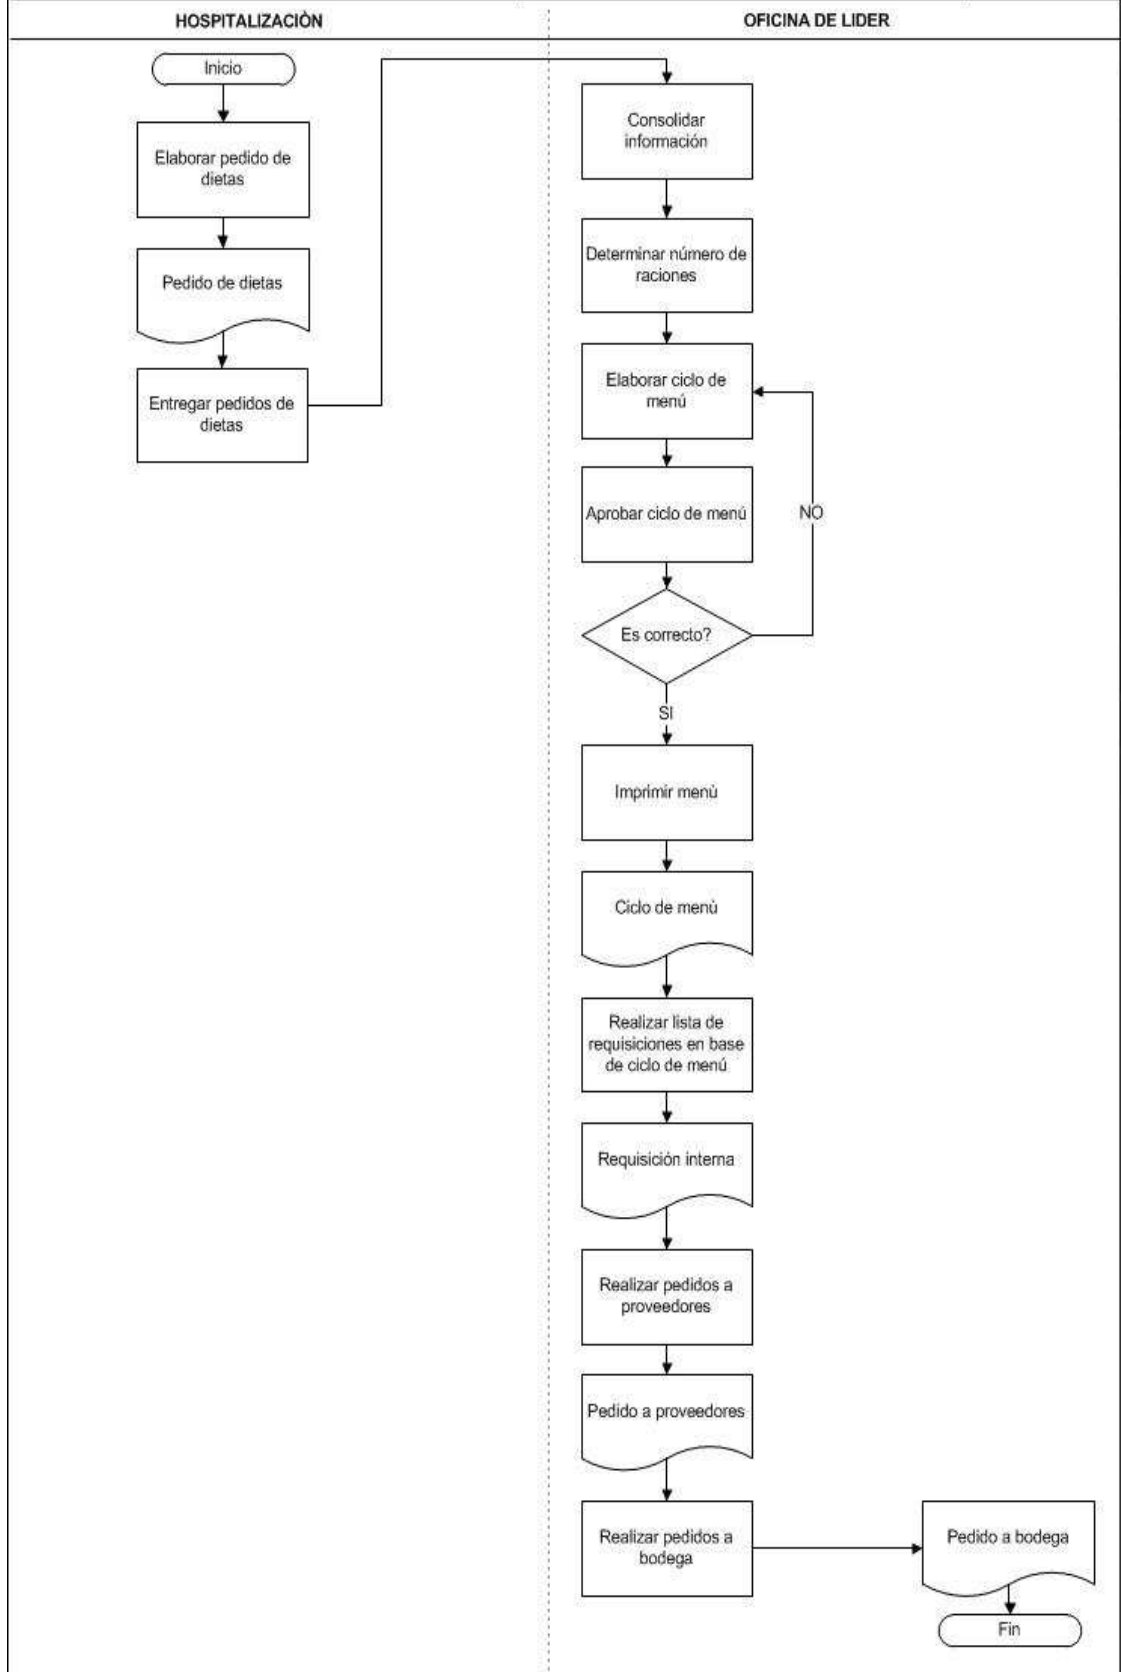 HOSPITALIZACIÒN
OFICINA DE LIDER
Inicio
Elaborar pedido de
dietas
Pedido de dietas
Entregar pedidos de
dietas
Consolidar
información
Determinar número de
raciones
Elaborar ciclo de
menú
Aprobar ciclo de menú
NO
Es correcto?
SI
Imprimir menù
Ciclo de menù
Realizar lista de
requisiciones en base
de ciclo de menú
Requisición interna
Realizar pedidos a
proveedores
Pedido a proveedores
Realizar pedidos a
bodega
Pedido a bodega
Fin